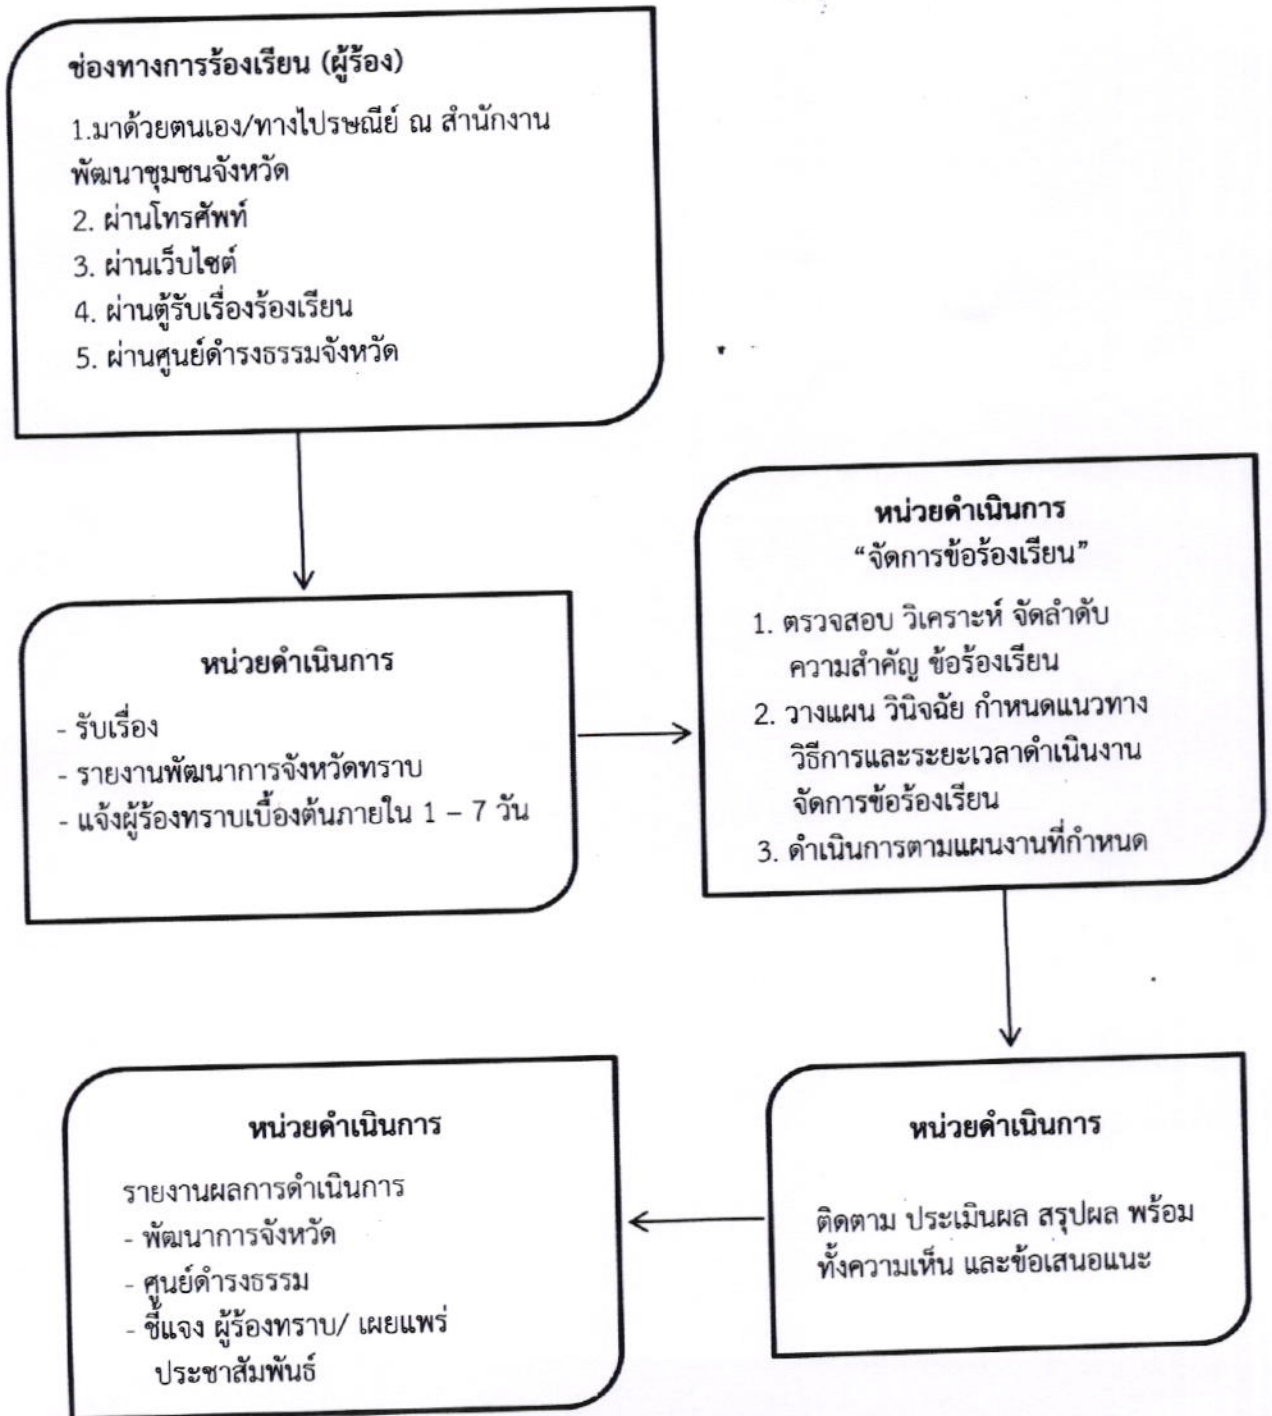 ช่องทางการร้องเรียน (ผู้ร้อง)
1.มาด้วยตนเอง/ทางไปรษณีย์ ณ สำนักงาน
พัฒนาชุมชนจังหวัด
2. ผ่านโทรศัพท์
3. ผ่านเว็บไซต์
4. ผ่านตู้รับเรื่องร้องเรียน
5. ผ่านศูนย์ดำรงธรรมจังหวัด
หน่วยดำเนินการ
- รับเรื่อง
- รายงานพัฒนาการจังหวัดทราบ
- แจ้งผู้ร้องทราบเบื้องต้นภายใน 1 – 7 วัน
หน่วยดำเนินการ
“จัดการข้อร้องเรียน”
1. ตรวจสอบ วิเคราะห์ จัดลำดับ
ความสำคัญ ข้อร้องเรียน
2. วางแผน วินิจฉัย กำหนดแนวทาง
วิธีการและระยะเวลาดำเนินงาน
จัดการข้อร้องเรียน
3. ดำเนินการตามแผนงานที่กำหนด
หน่วยดำเนินการ
ติดตาม ประเมินผล สรุปผล พร้อม
ทั้งความเห็น และข้อเสนอแนะ
หน่วยดำเนินการ
รายงานผลการดำเนินการ
- พัฒนาการจังหวัด
- ศูนย์ดำรงธรรม
- ชี้แจง ผู้ร้องทราบ/ เผยแพร่
ประชาสัมพันธ์